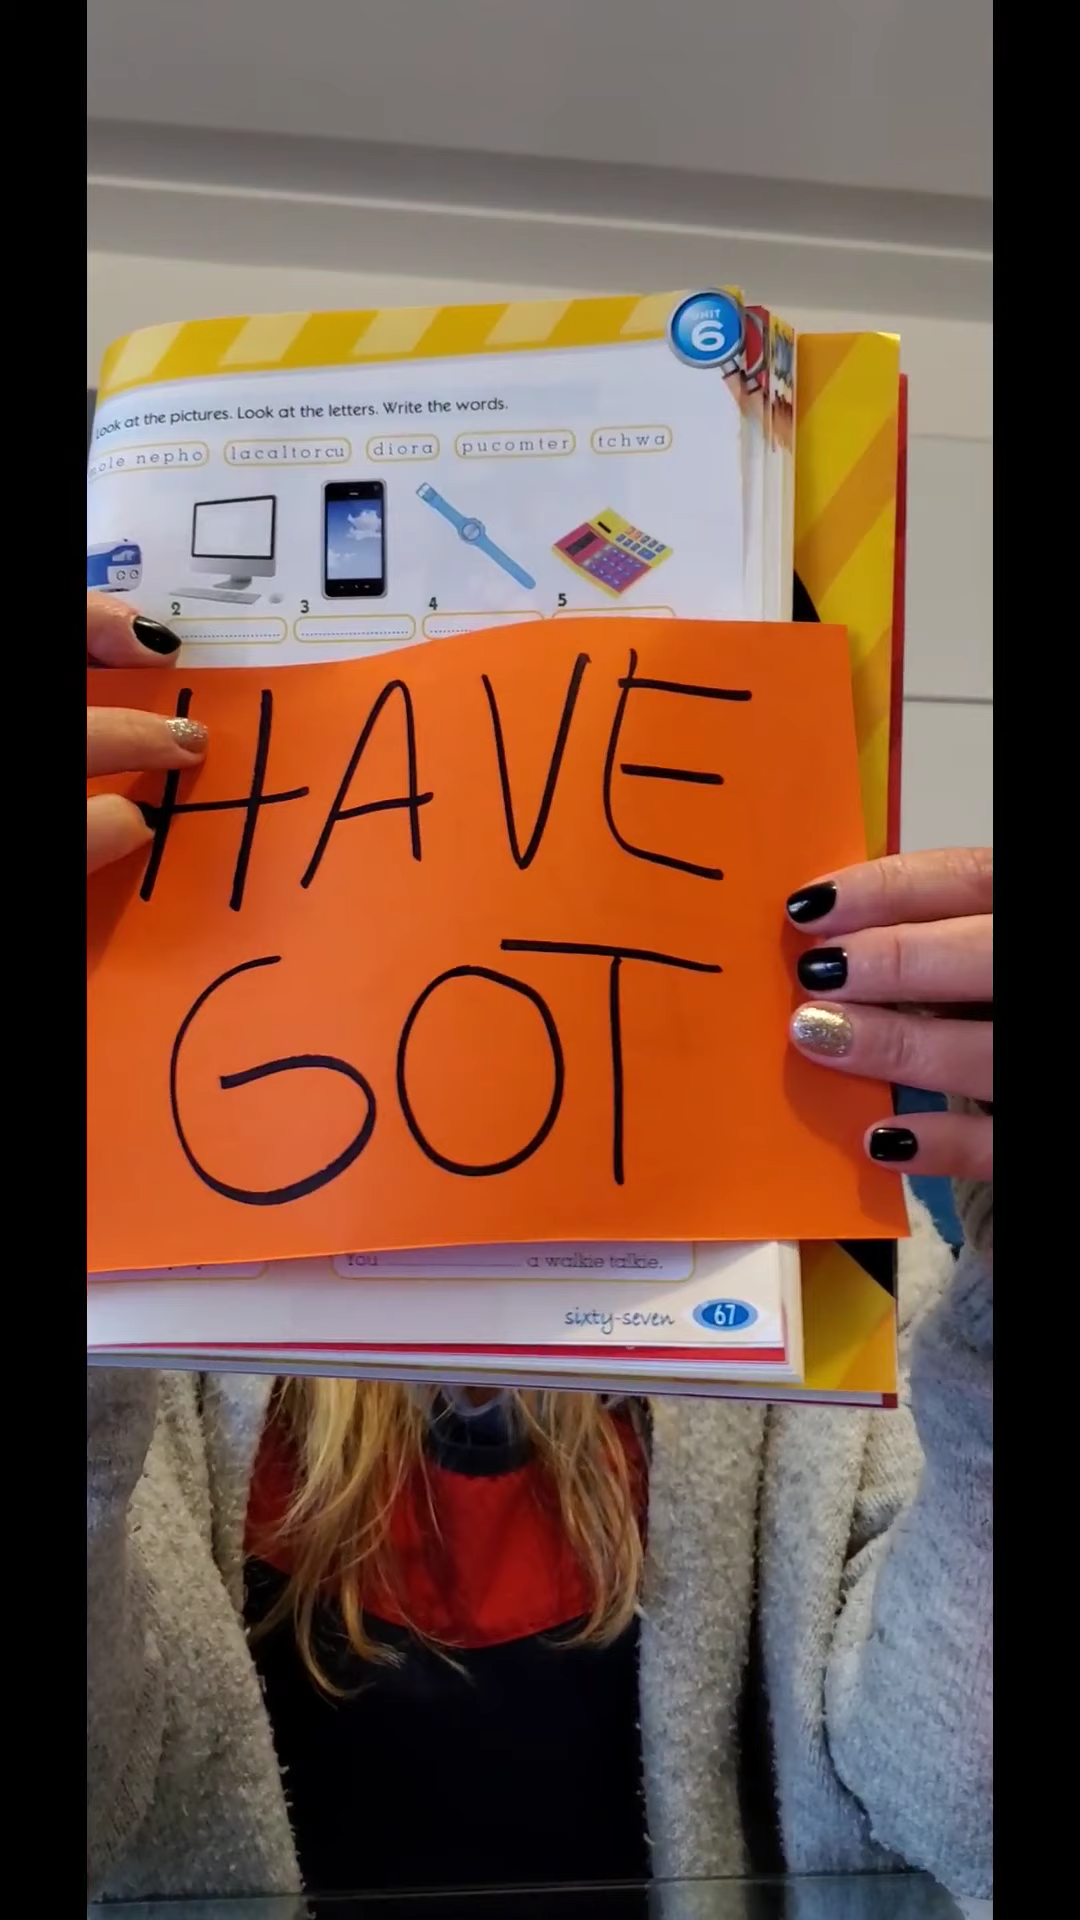 UNIT
6
Look at the pictures. Look at the letters. Write the words.
nepho lacaltorcu diora pucomter tchwa
2 3 4 5
HAVE
GOT
You a walkie talkie.
sixty-seven 67